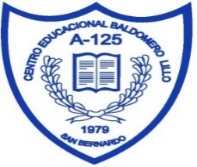 CENTRO EDUCACIONAL BALDOMERO LILLO
A-125
1979
SAN BERNARDO